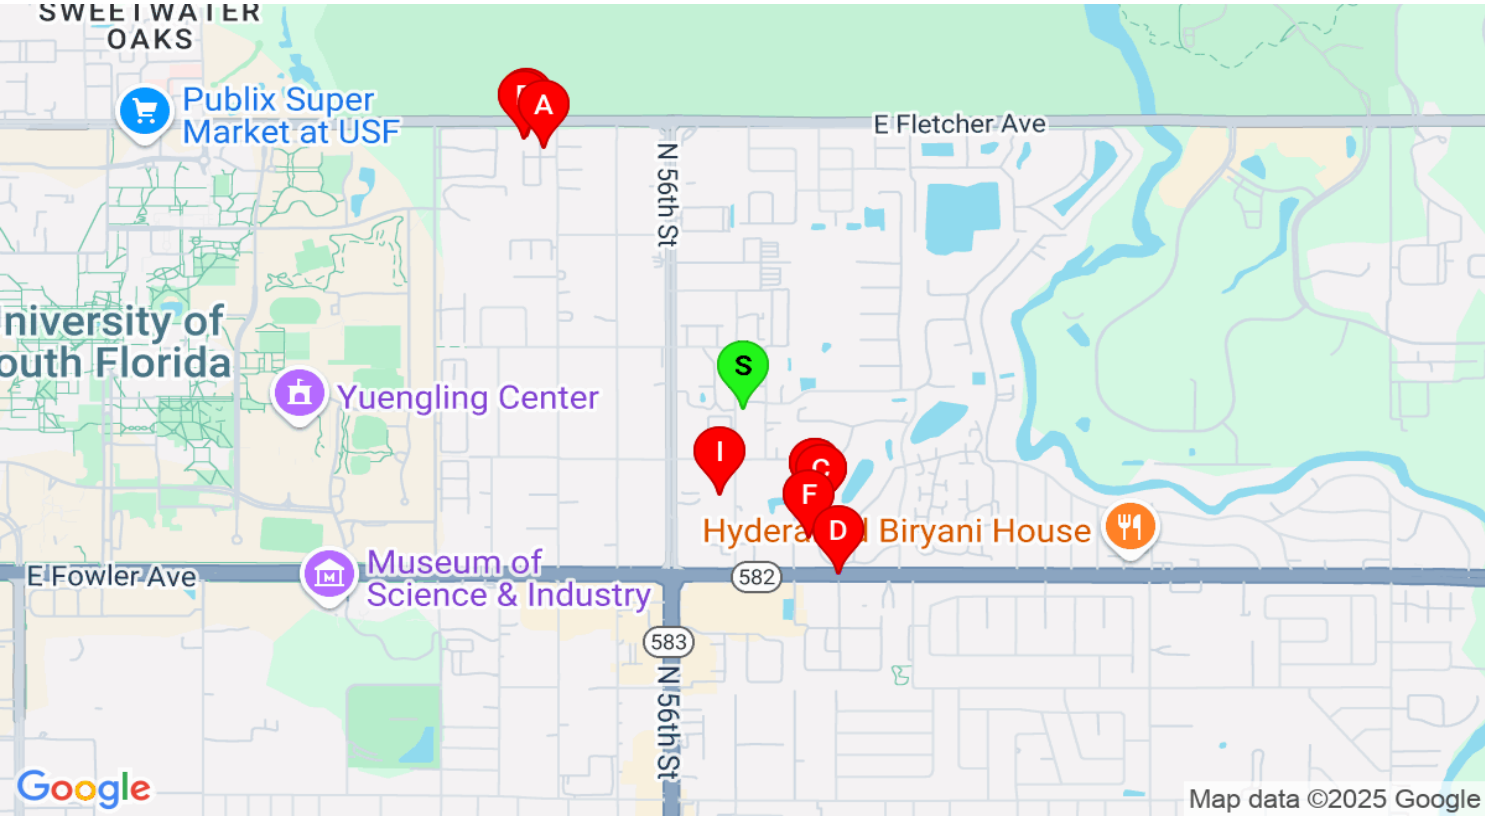 SWEETWATER
OAKS
Publix Super
Market at USF
A
E Fletcher Ave
N 56th St
niversity of
outh Florida
S
Yuengling Center
I
C
F
D
Biryani House
E Fowler Ave
Museum of
Science & Industry
582
583
N 56th St
Google
Map data ©2025 Google